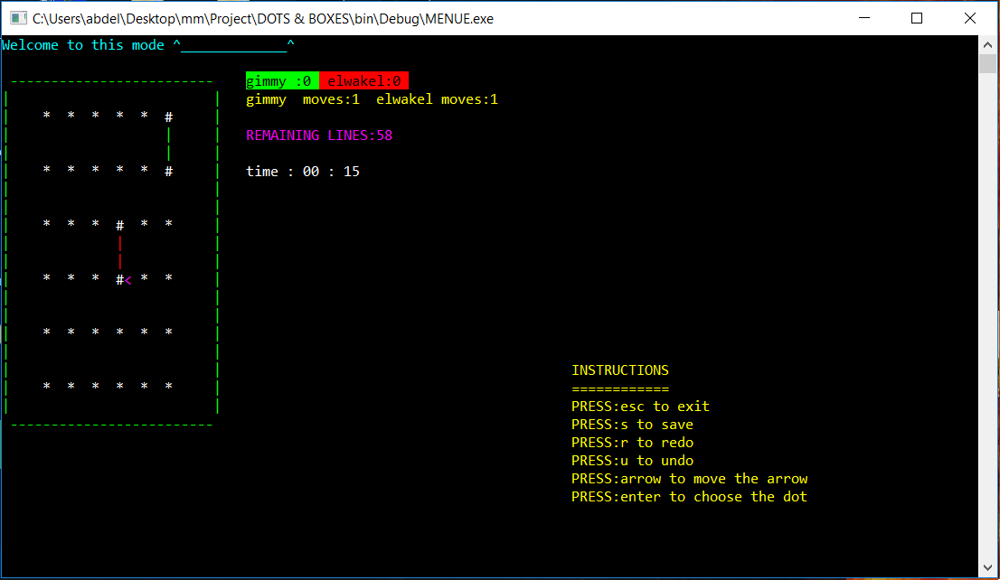 C:\Users\abdel\Desktop\mm\Project\DOTS & BOXES\bin\Debug\MENUE.exe
Welcome to this mode ^_____________^
gimmy :0  elwakel:0
gimmy  moves:1  elwakel moves:1
* * * * * #
REMAINING LINES:58
* * * * * #
time : 00 : 15
* * * # * *
* * * #< * *
* * * * * *
INSTRUCTIONS
============
* * * * * *
PRESS:esc to exit
PRESS:s to save
PRESS:r to redo
PRESS:u to undo
PRESS:arrow to move the arrow
PRESS:enter to choose the dot